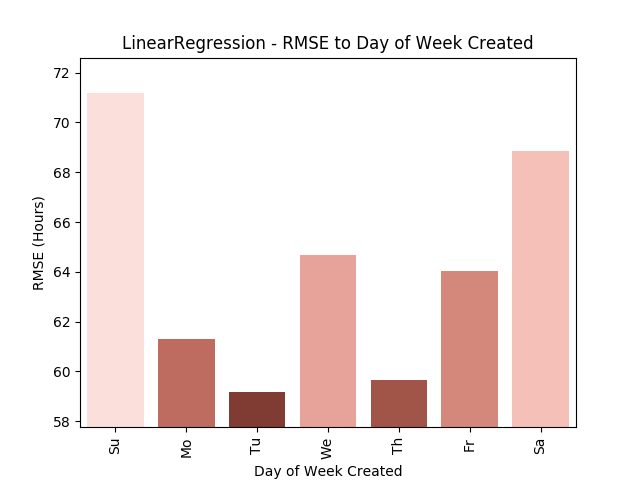 LinearRegression - RMSE to Day of Week Created
72
70
68
66
64
62
60
58
RMSE (Hours)
Su
Mo
Tu
We
Th
Fr
Sa
Day of Week Created